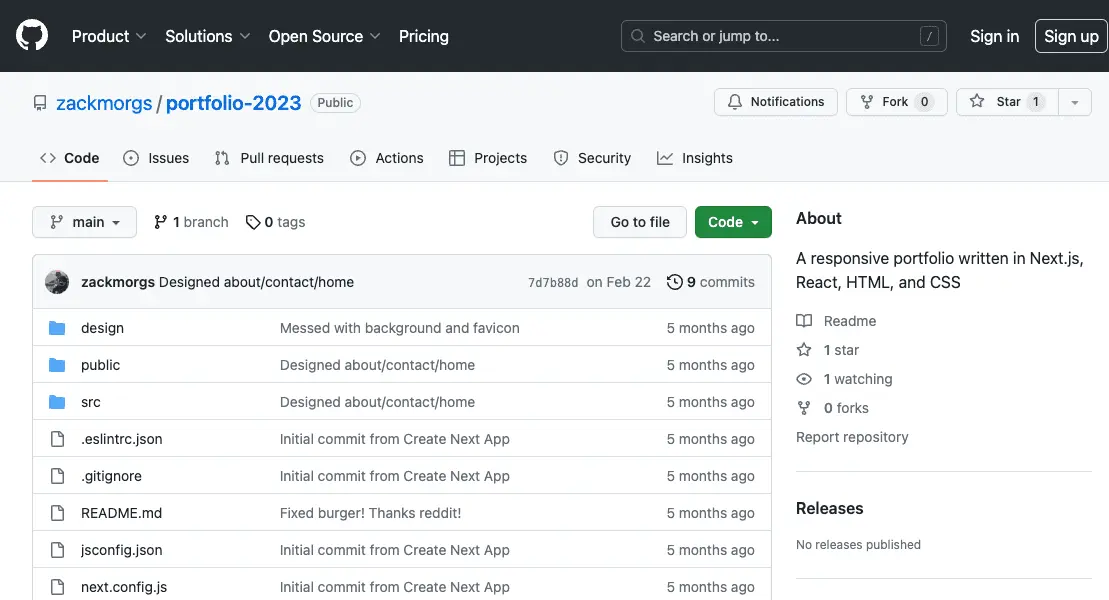 Product Solutions Open Source Pricing Search or jump to... / Sign in Sign up
zackmorgs / portfolio-2023 Public Notifications Fork 0 Star 1
Code Issues Pull requests Actions Projects Security Insights
main 1 branch 0 tags Go to file Code
zackmorgs Designed about/contact/home 7d7b88d on Feb 22 9 commits
design Messed with background and favicon 5 months ago
public Designed about/contact/home 5 months ago
src Designed about/contact/home 5 months ago
.eslintrc.json Initial commit from Create Next App 5 months ago
.gitignore Initial commit from Create Next App 5 months ago
README.md Fixed burger! Thanks reddit! 5 months ago
jsconfig.json Initial commit from Create Next App 5 months ago
next.config.js Initial commit from Create Next App 5 months ago
About
A responsive portfolio written in Next.js,
React, HTML, and CSS
Readme
1 star
1 watching
0 forks
Report repository
Releases
No releases published